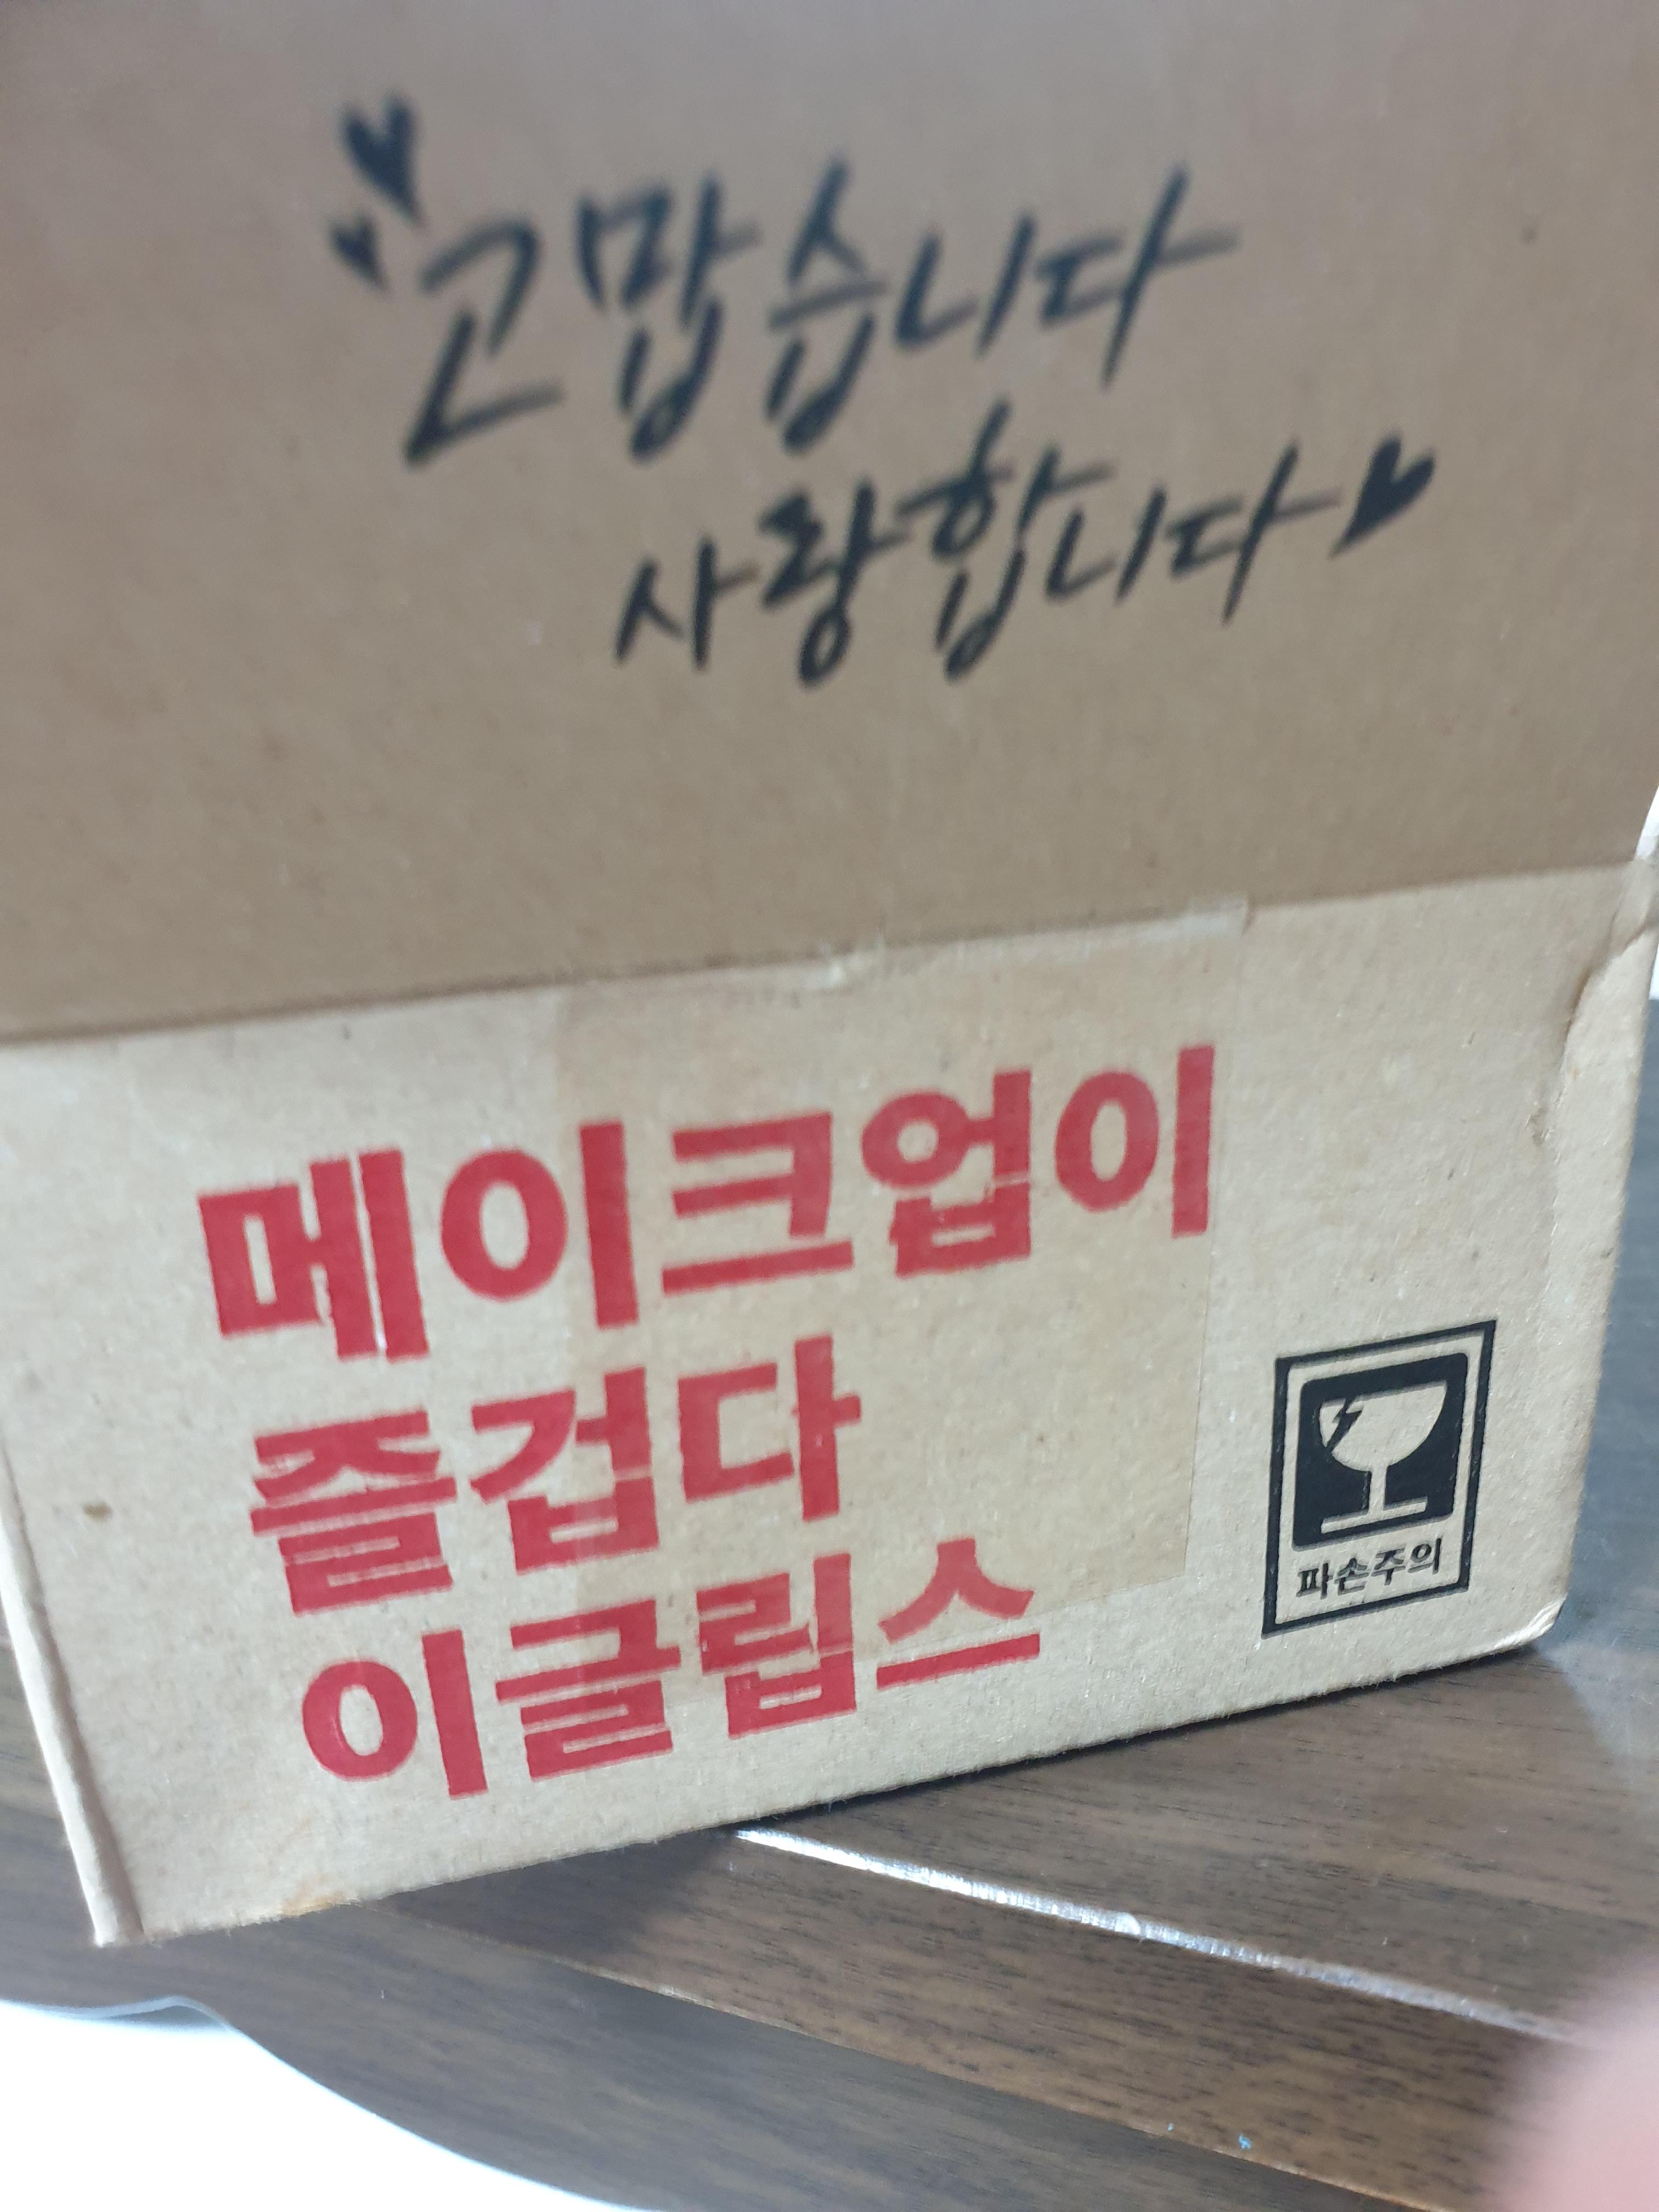 고맙습니다
사랑합니다
메이크업이
즐겁다
이글립스
파손주의